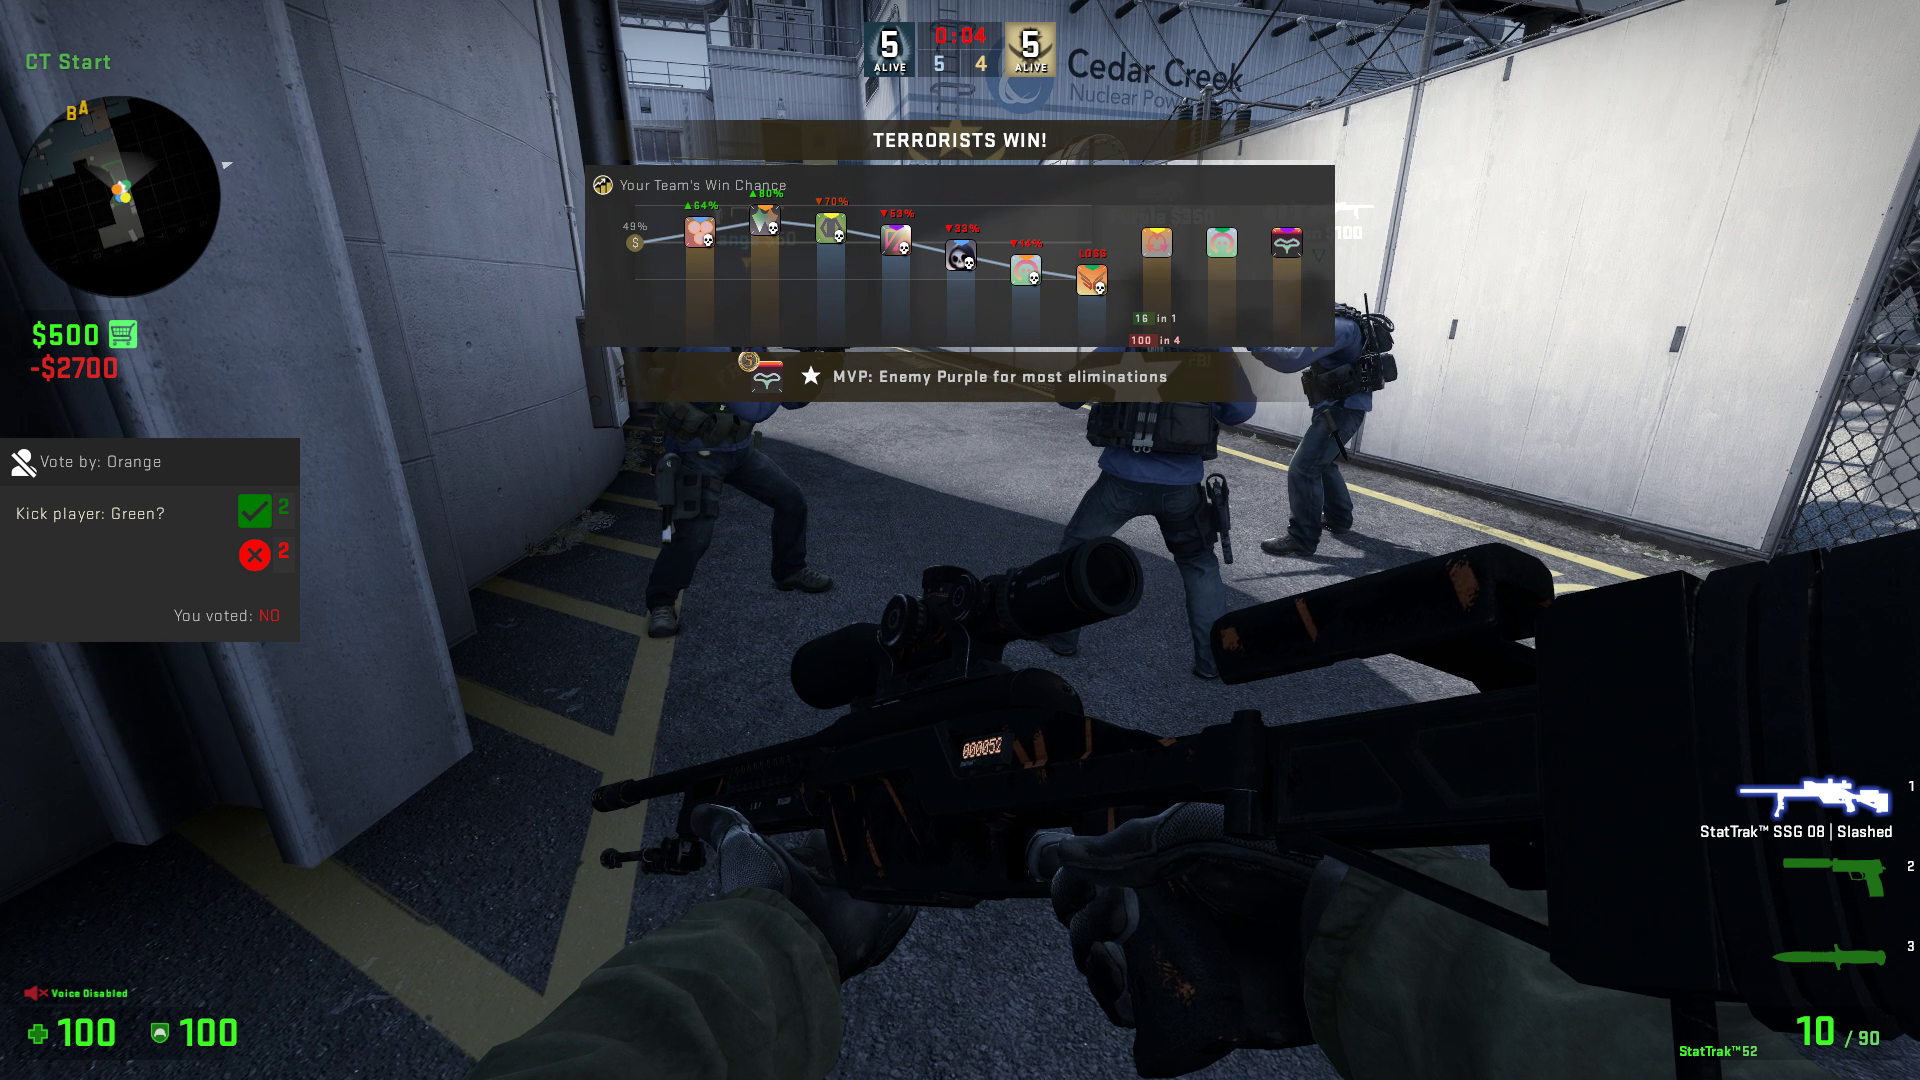 CT Start
B A
5
ALIVE
0:04
5 4
5
ALIVE
Cedar Creek
Nuclear Pow
TERRORISTS WIN!
Your Team's Win Chance
49%
$
▲64%
▲80%
▼70%
▼53%
▼33%
LOSS
16 in 1
100 in 4
$100
MVP: Enemy Purple for most eliminations
$500
-$2700
Vote by: Orange
Kick player: Green?
2
2
You voted: NO
000052
1
StatTrak™ SSG 08 | Slashed
2
3
Voice Disabled
100
100
10 / 90
StatTrak™52